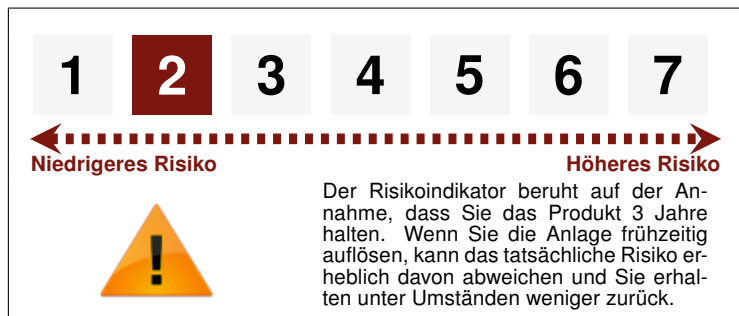 1 2 3 4 5 6 7
Niedrigeres Risiko Höheres Risiko
Der Risikoindikator beruht auf der An-
nahme, dass Sie das Produkt 3 Jahre
halten. Wenn Sie die Anlage frühzeitig
auflösen, kann das tatsächliche Risiko er-
heblich davon abweichen und Sie erhal-
ten unter Umständen weniger zurück.